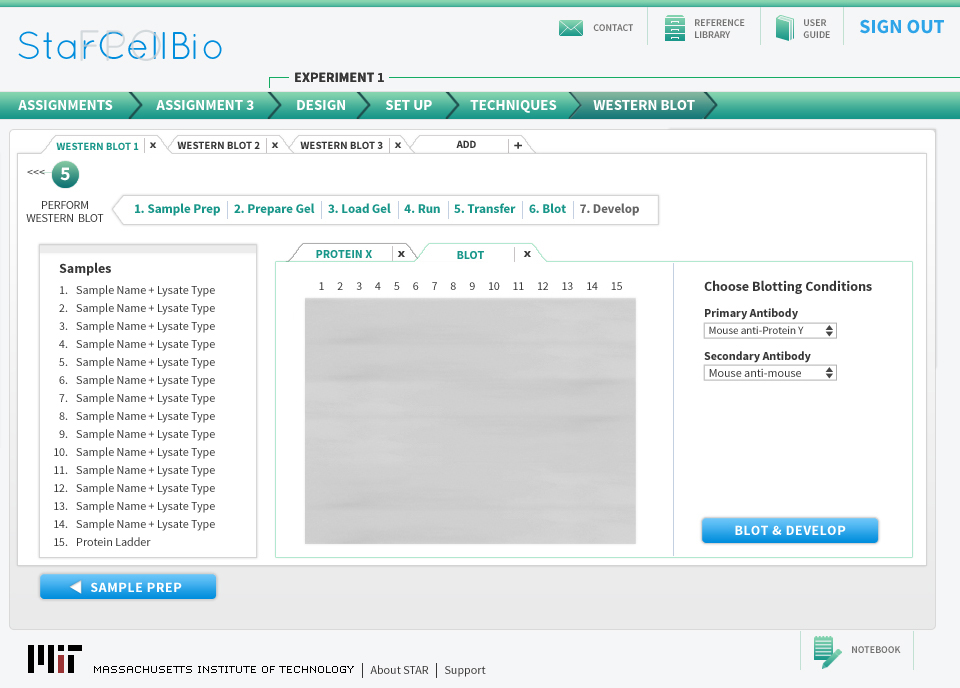 StarCellBio
FPO
CONTACT
REFERENCE
LIBRARY
USER
GUIDE
SIGN OUT
EXPERIMENT 1
ASSIGNMENTS
ASSIGNMENT 3
DESIGN
SET UP
TECHNIQUES
WESTERN BLOT
WESTERN BLOT 1 x
WESTERN BLOT 2 x
WESTERN BLOT 3 x
ADD +
<<< 5
PERFORM
WESTERN BLOT
1. Sample Prep
2. Prepare Gel
3. Load Gel
4. Run
5. Transfer
6. Blot
7. Develop
Samples
1. Sample Name + Lysate Type
2. Sample Name + Lysate Type
3. Sample Name + Lysate Type
4. Sample Name + Lysate Type
5. Sample Name + Lysate Type
6. Sample Name + Lysate Type
7. Sample Name + Lysate Type
8. Sample Name + Lysate Type
9. Sample Name + Lysate Type
10. Sample Name + Lysate Type
11. Sample Name + Lysate Type
12. Sample Name + Lysate Type
13. Sample Name + Lysate Type
14. Sample Name + Lysate Type
15. Protein Ladder
PROTEIN X x
BLOT x
1 2 3 4 5 6 7 8 9 10 11 12 13 14 15
Choose Blotting Conditions
Primary Antibody
Mouse anti-Protein Y
Secondary Antibody
Mouse anti-mouse
BLOT & DEVELOP
SAMPLE PREP
MIT
MASSACHUSETTS INSTITUTE OF TECHNOLOGY
About STAR
Support
NOTEBOOK